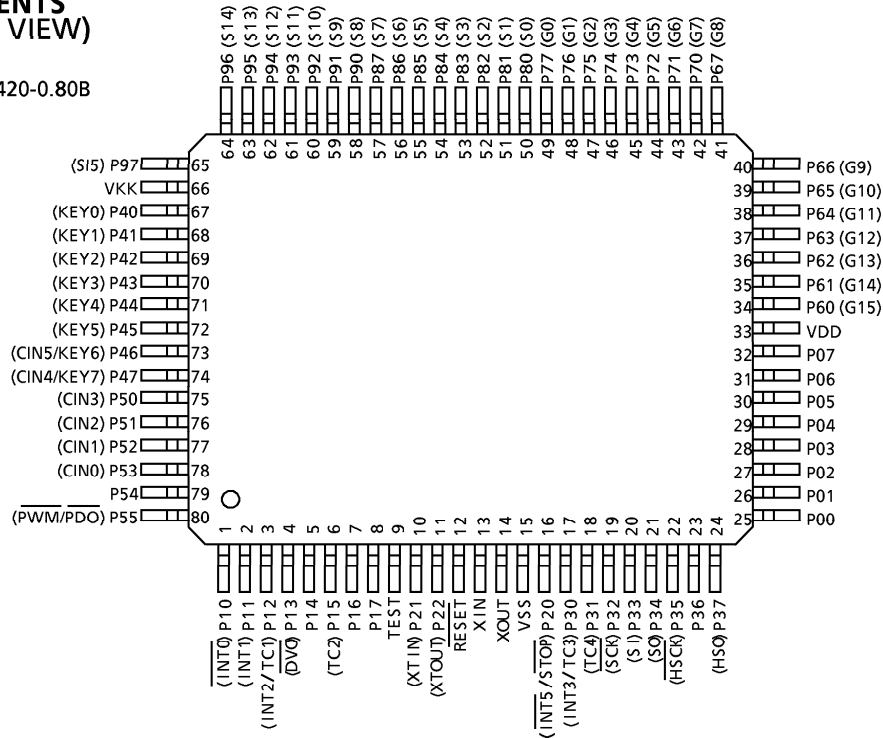 ENTS
VIEW)
420-0.80B
P96 (S14)
P95 (S13)
P94 (S12)
P93 (S11)
P92 (S10)
P91 (S9)
P90 (S8)
P87 (S7)
P86 (S6)
P85 (S5)
P84 (S4)
P83 (S3)
P82 (S2)
P81 (S1)
P80 (S0)
P77 (G0)
P76 (G1)
P75 (G2)
P74 (G3)
P73 (G4)
P72 (G5)
P71 (G6)
P70 (G7)
P67 (G8)
64
63
62
61
60
59
58
57
56
55
54
53
52
51
50
49
48
47
46
45
44
43
42
41
(SI5) P97 65
VKK 66
(KEY0) P40 67
(KEY1) P41 68
(KEY2) P42 69
(KEY3) P43 70
(KEY4) P44 71
(KEY5) P45 72
(CIN5/KEY6) P46 73
(CIN4/KEY7) P47 74
(CIN3) P50 75
(CIN2) P51 76
(CIN1) P52 77
(CIN0) P53 78
P54 79
(PWM/PDO) P55 80
40 P66 (G9)
39 P65 (G10)
38 P64 (G11)
37 P63 (G12)
36 P62 (G13)
35 P61 (G14)
34 P60 (G15)
33 VDD
32 P07
31 P06
30 P05
29 P04
28 P03
27 P02
26 P01
25 P00
1
2
3
4
5
6
7
8
9
10
11
12
13
14
15
16
17
18
19
20
21
22
23
24
(INT0) P10
(INT1) P11
(INT2/TC1) P12
(DVO) P13
P14
(TC2) P15
P16
P17
TEST
(XTIN) P21
(XTOUT) P22
RESET
XIN
XOUT
VSS
(INT5/STOP) P20
(INT3/TC3) P30
(TC4) P31
(SCK) P32
(SI) P33
(SO) P34
(HSCK) P35
P36
(HSO) P37